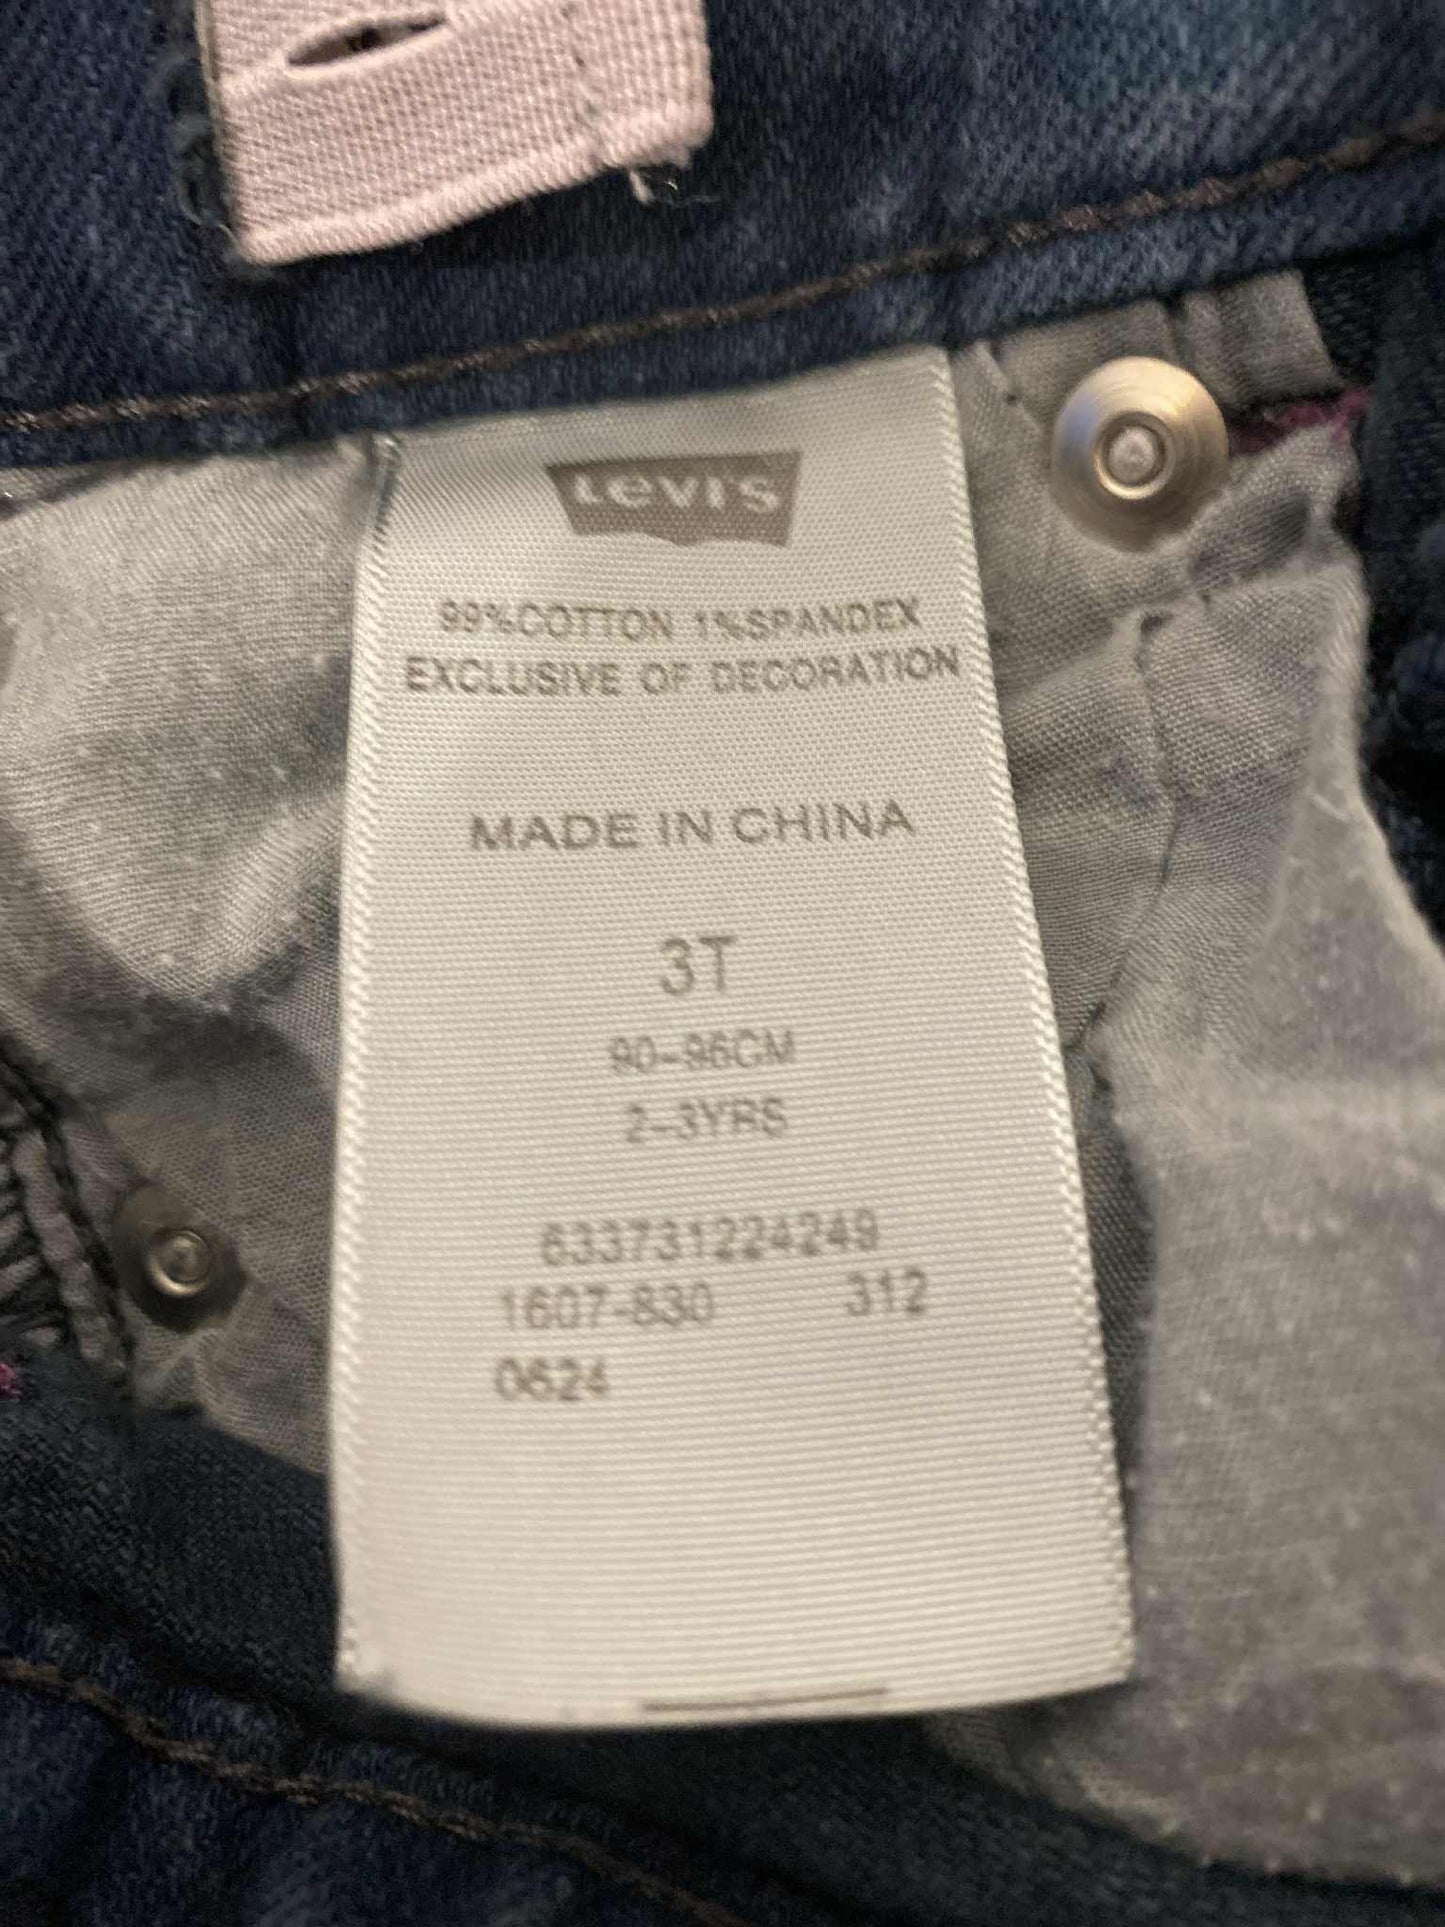 Levi's
99%COTTON 1%SPANDEX
EXCLUSIVE OF DECORATION
MADE IN CHINA
3T
90-96CM
2-3YRS
633731224249
1607-830 312
0624